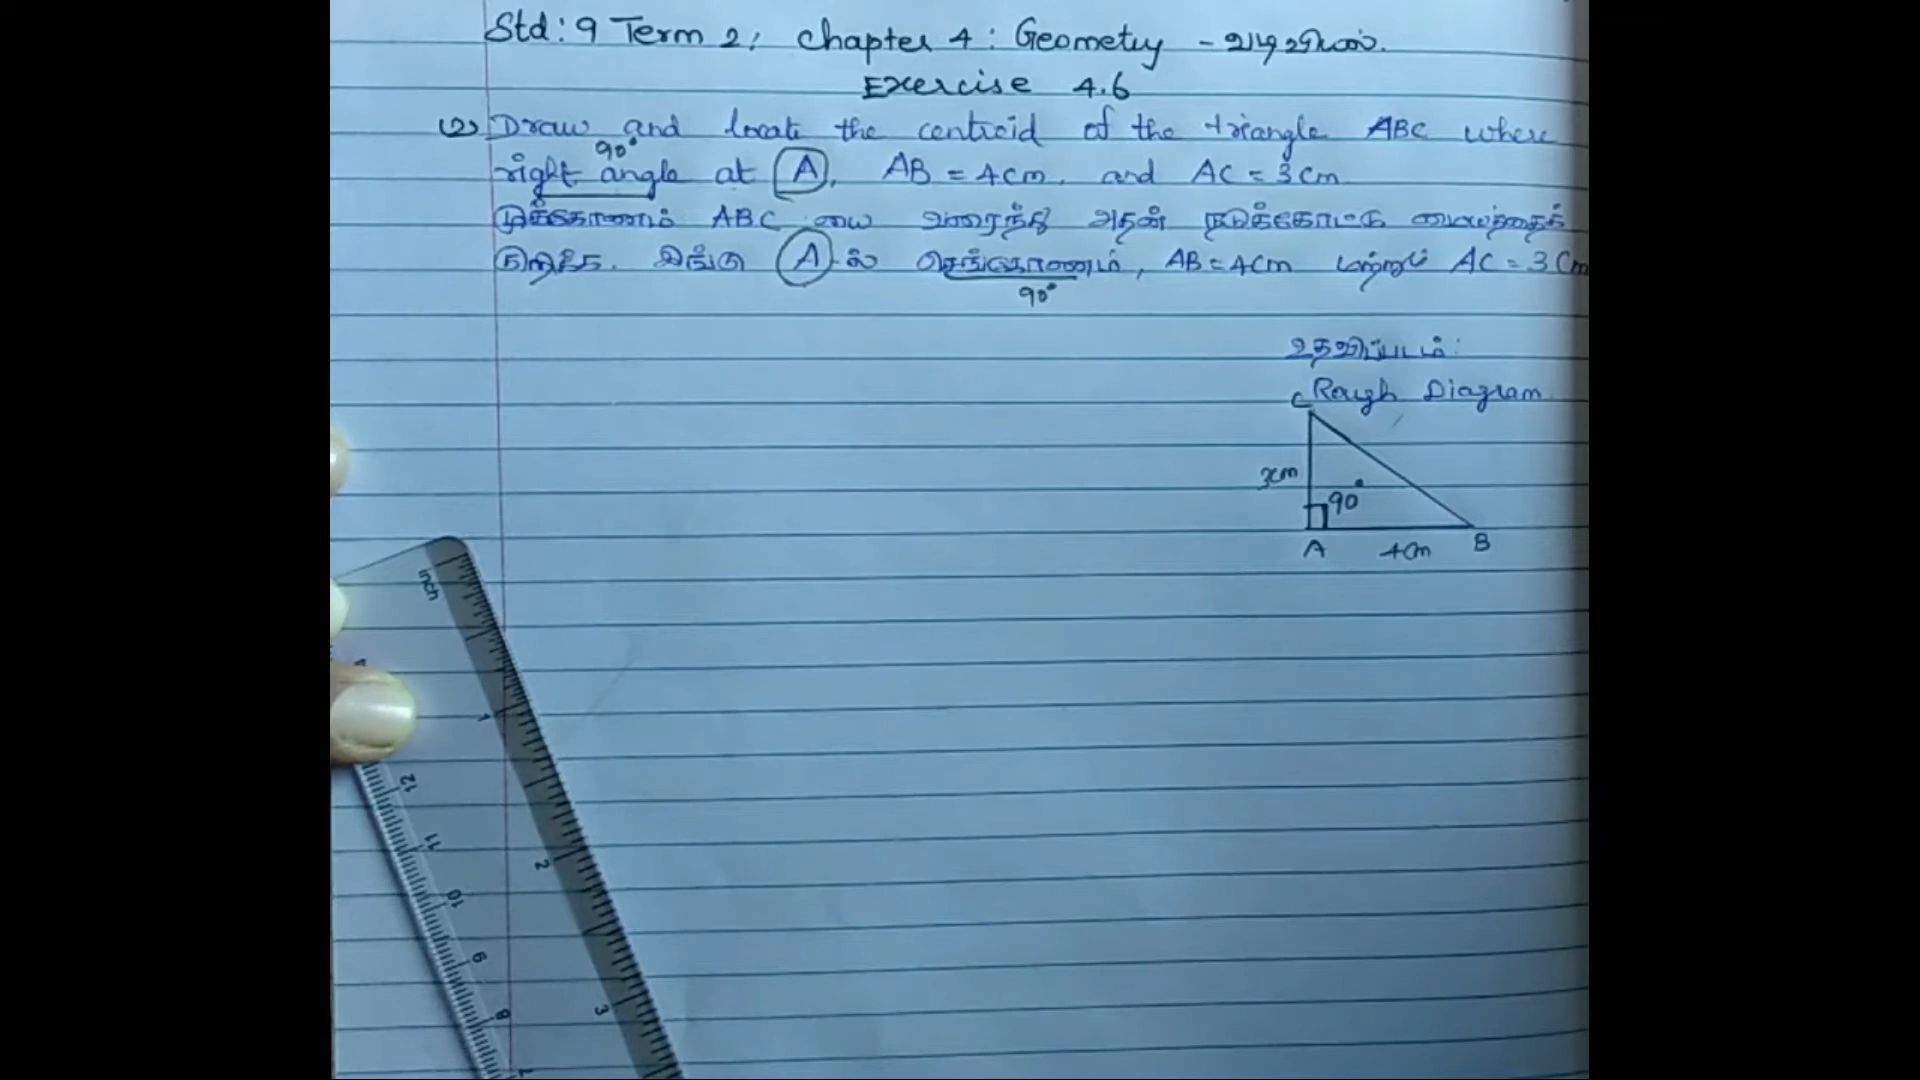 Std: 9 Term 2, Chapter 4: Geometry - வடிவியல்.
Exercise 4.6
(2) Draw and locate the centroid of the triangle ABC where
90°
right angle at A, AB = 4cm, and AC = 3cm
முக்கோணம் ABC யை வரைந்து அதன் நடுக்கோட்டு மையத்தைக்
குறிக்க. இங்கு A-ல் செங்கோணம், AB = 4cm மற்றும் AC = 3cm
90°
உதவிப்படம்:
Rough Diagram
C
3cm
90°
A 4cm B
inch
1
2
3
12
11
10
9
8
7